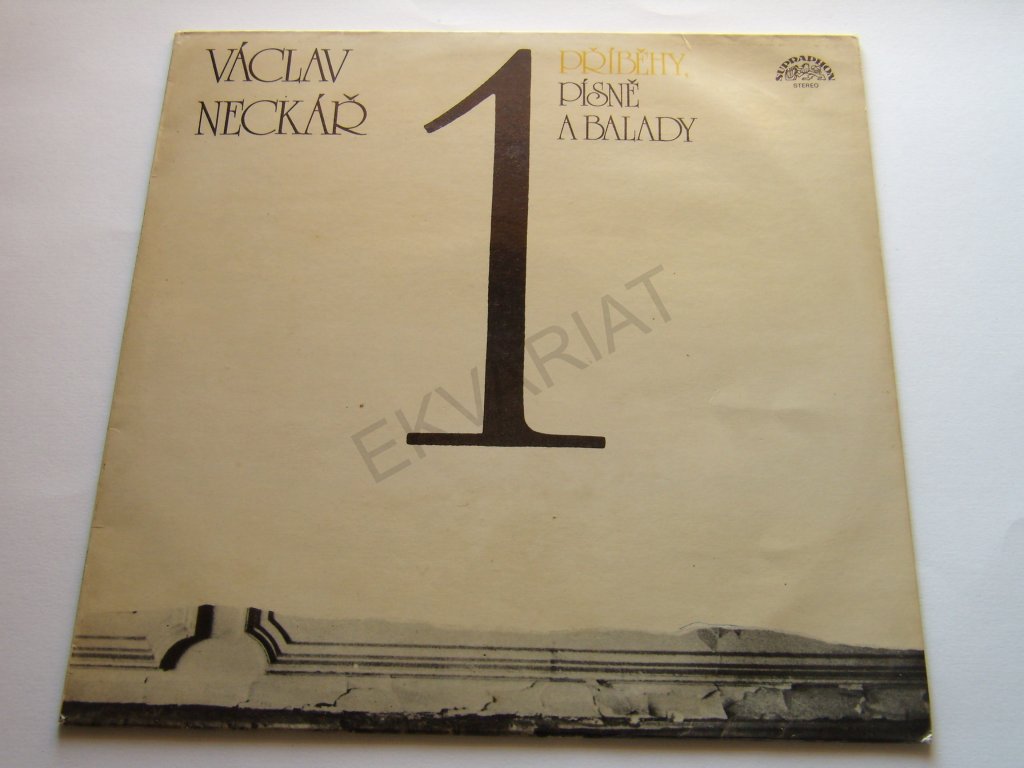 VÁCLAV
NECKÁŘ
1
PŘÍBĚHY,
PÍSNĚ
A BALADY
SUPRAPHON
STEREO
EKVARIAT